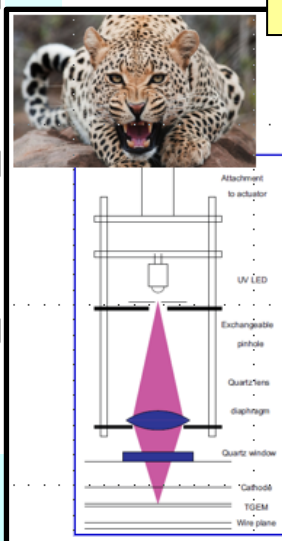 Attachment
to actuator
UV LED
Exchangeable
pinhole
Quartz lens
diaphragm
Quartz window
Cathode
TGEM
Wire plane